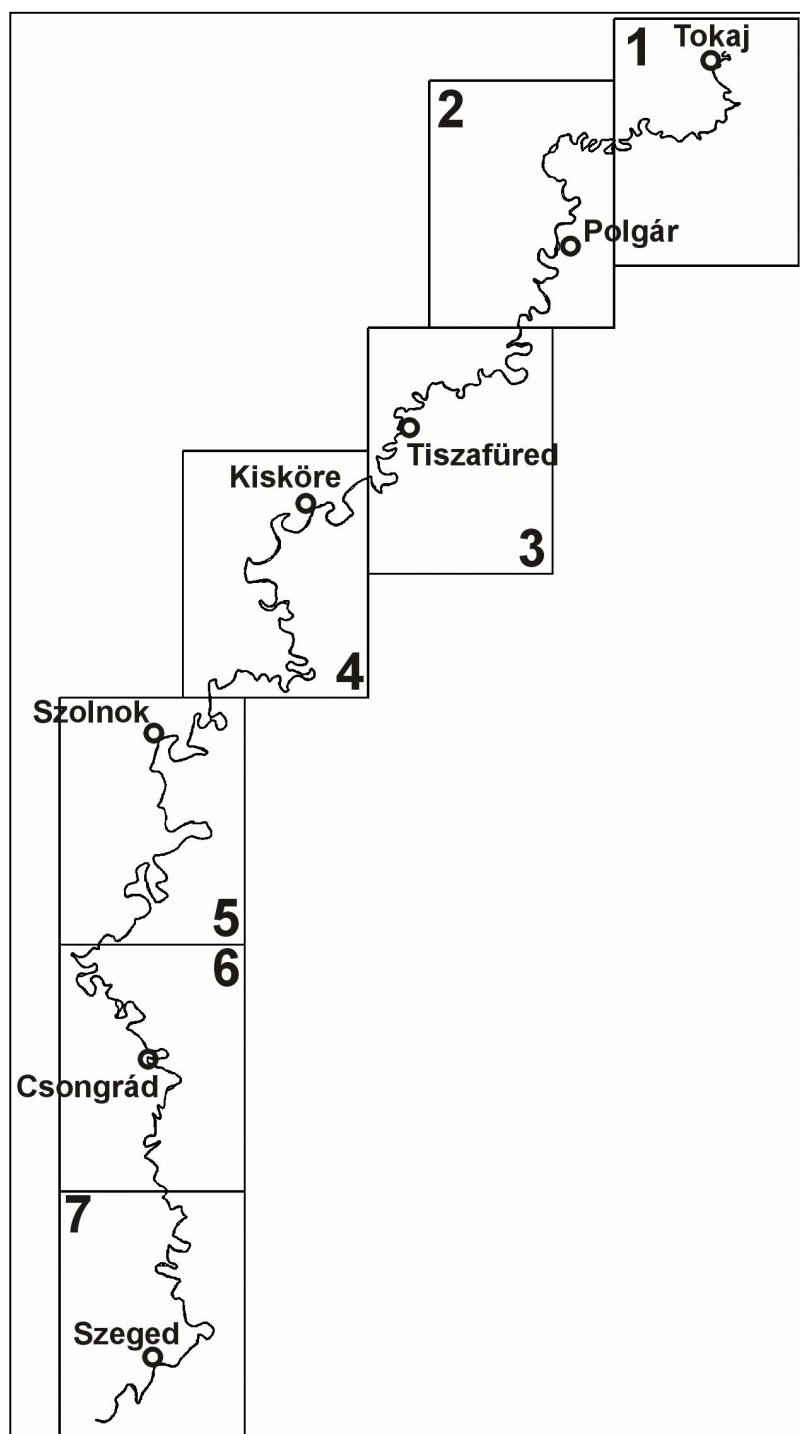 1
Tokaj
2
Polgár
Tiszafüred
3
Kisköre
4
Szolnok
5
6
Csongrád
7
Szeged